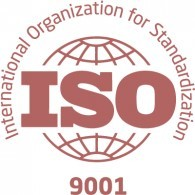 International Organization for Standardization
ISO
9001